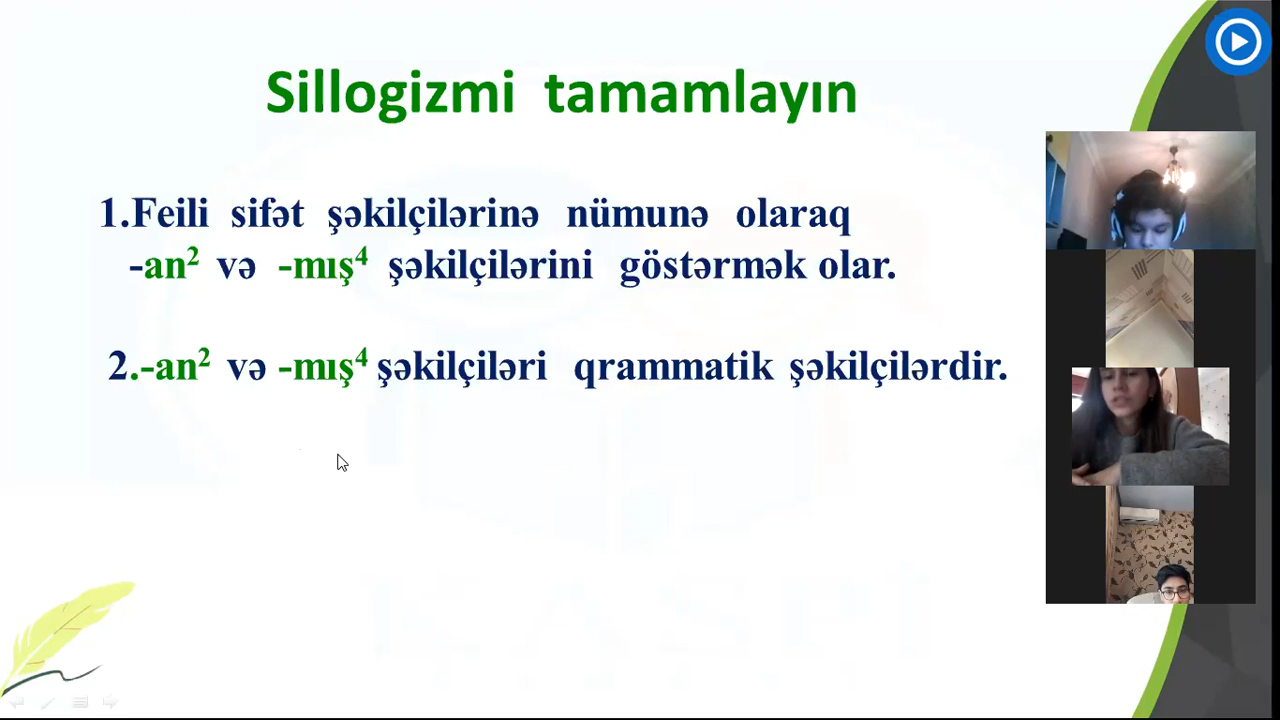 Sillogizmi tamamlayın
1.Feili sifət şəkilçilərinə nümunə olaraq
-an² və -mış⁴ şəkilçilərini göstərmək olar.
2.-an² və -mış⁴ şəkilçiləri qrammatik şəkilçilərdir.